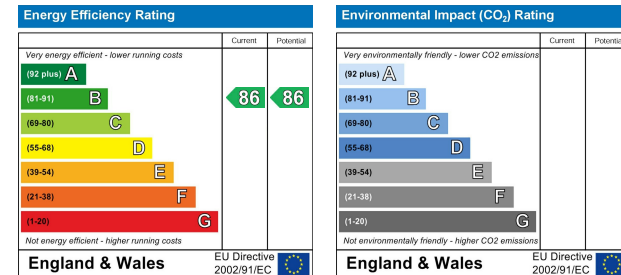 Energy Efficiency Rating
Current Potential
Very energy efficient - lower running costs
(92 plus) A
(81-91) B 86 86
(69-80) C
(55-68) D
(39-54) E
(21-38) F
(1-20) G
Not energy efficient - higher running costs
England & Wales
EU Directive
2002/91/EC
Environmental Impact (CO₂) Rating
Current Potentia
Very environmentally friendly - lower CO2 emissions
(92 plus) A
(81-91) B
(69-80) C
(55-68) D
(39-54) E
(21-38) F
(1-20) G
Not environmentally friendly - higher CO2 emissions
England & Wales
EU Directive
2002/91/EC